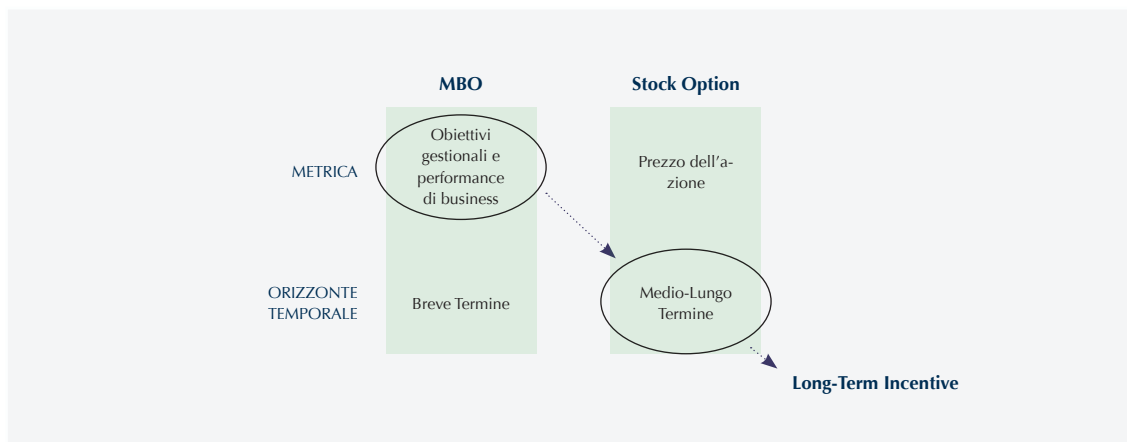 MBO
Stock Option
METRICA
Obiettivi
gestionali e
performance
di business
Prezzo dell'a-
zione
ORIZZONTE
TEMPORALE
Breve Termine
Medio-Lungo
Termine
Long-Term Incentive